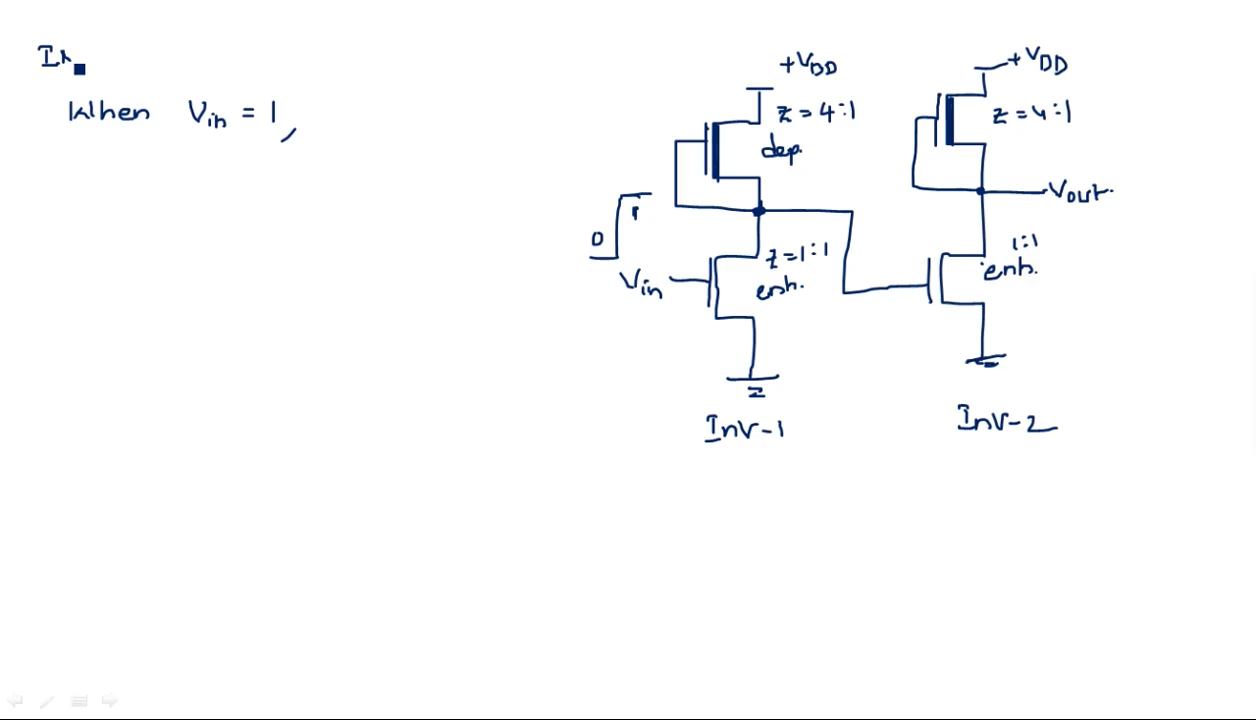 In
When Vin = 1,
+VDD
Z = 4:1
dep.
0
1
Vin
Z = 1:1
enh.
Inv-1
+VDD
Z = 4:1
Vout.
1:1
enh.
Inv-2